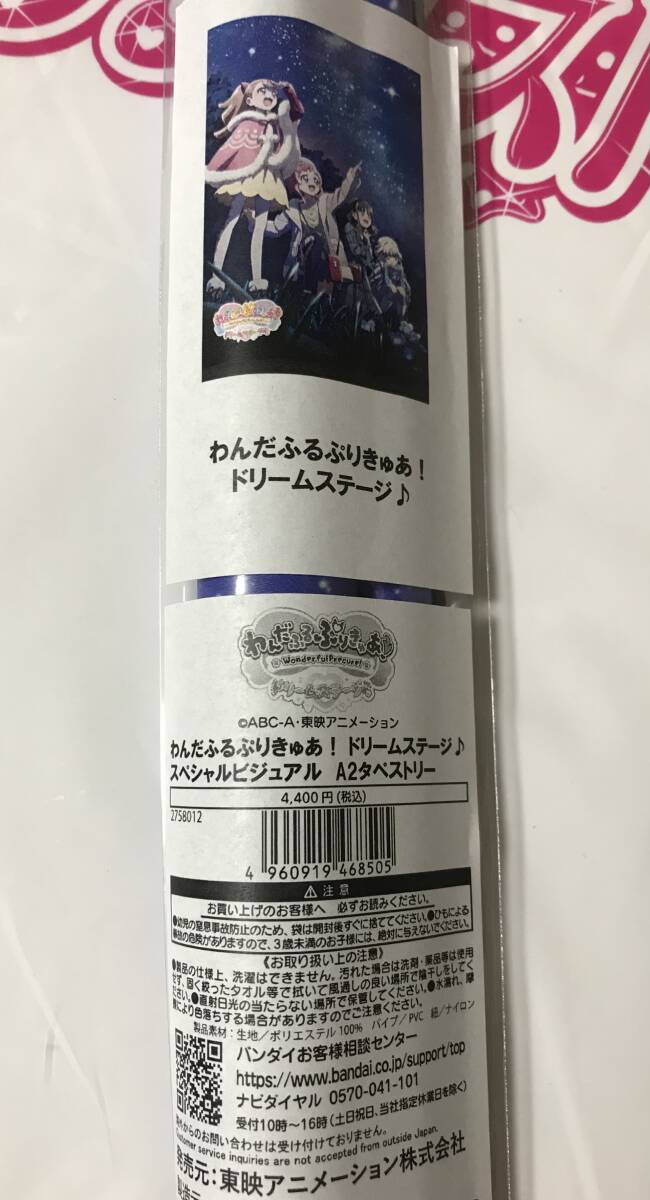 わんだふるぷりきゅあ!
ドリームステージ♪
わんだふるぷりきゅあ!
WonderfulPrecure!
ドリームステージ♪
©ABC-A・東映アニメーション
わんだふるぷりきゅあ! ドリームステージ♪
スペシャルビジュアル A2タペストリー
4,400円(税込)
2758012
4 960919 468505
⚠ 注意
お買い上げのお客様へ 必ずお読みください。
●幼児の窒息事故防止のため、袋は開封後すぐに捨ててください。●ひもによる
の危険がありますので、3歳未満のお子様には、絶対に与えないでください。
《お取り扱い上の注意》
●製品の仕様上、洗濯はできません。汚れた場合は洗剤・薬品等は使用
せず、固く絞ったタオル等で拭いて風通しの良い場所で陰干しをしてく
●直射日光の当たらない場所で保管してください。●水濡れ、摩
により色落ちする場合がありますのでご注意ください。
製品素材:生地/ポリエステル100% パイプ/PVC 紐/ナイロン
バンダイお客様相談センター
https://www.bandai.co.jp/support/top
ナビダイヤル 0570-041-101
受付10時~16時(土日祝日、当社指定休業日を除く)
外からのお問い合わせは受け付けておりません。
Customer service inquiries are not accepted from outside Japan.
発売元:東映アニメーション株式会社